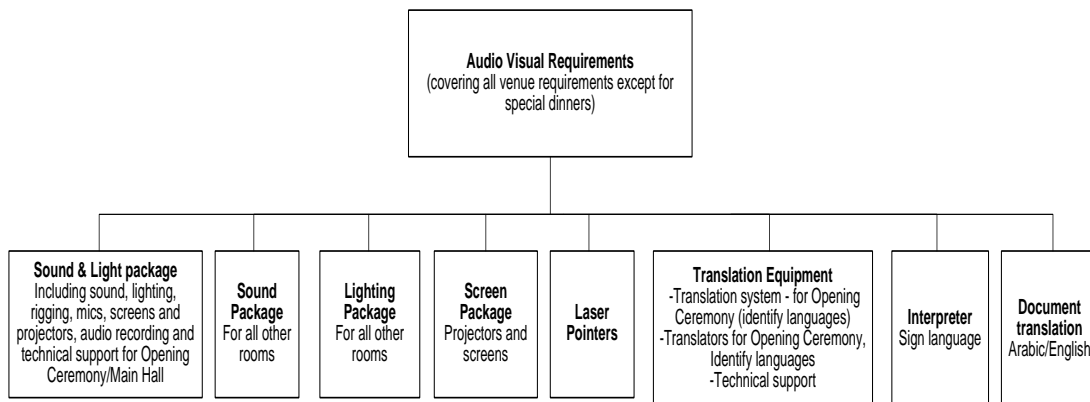 Audio Visual Requirements
(covering all venue requirements except for
special dinners)
Sound & Light package
Including sound, lighting,
rigging, mics, screens and
projectors, audio recording and
technical support for Opening
Ceremony/Main Hall
Sound
Package
For all other
rooms
Lighting
Package
For all other
rooms
Screen
Package
Projectors and
screens
Laser
Pointers
Translation Equipment
-Translation system - for Opening
Ceremony (identify languages)
-Translators for Opening Ceremony,
Identify languages
-Technical support
Interpreter
Sign language
Document
translation
Arabic/English